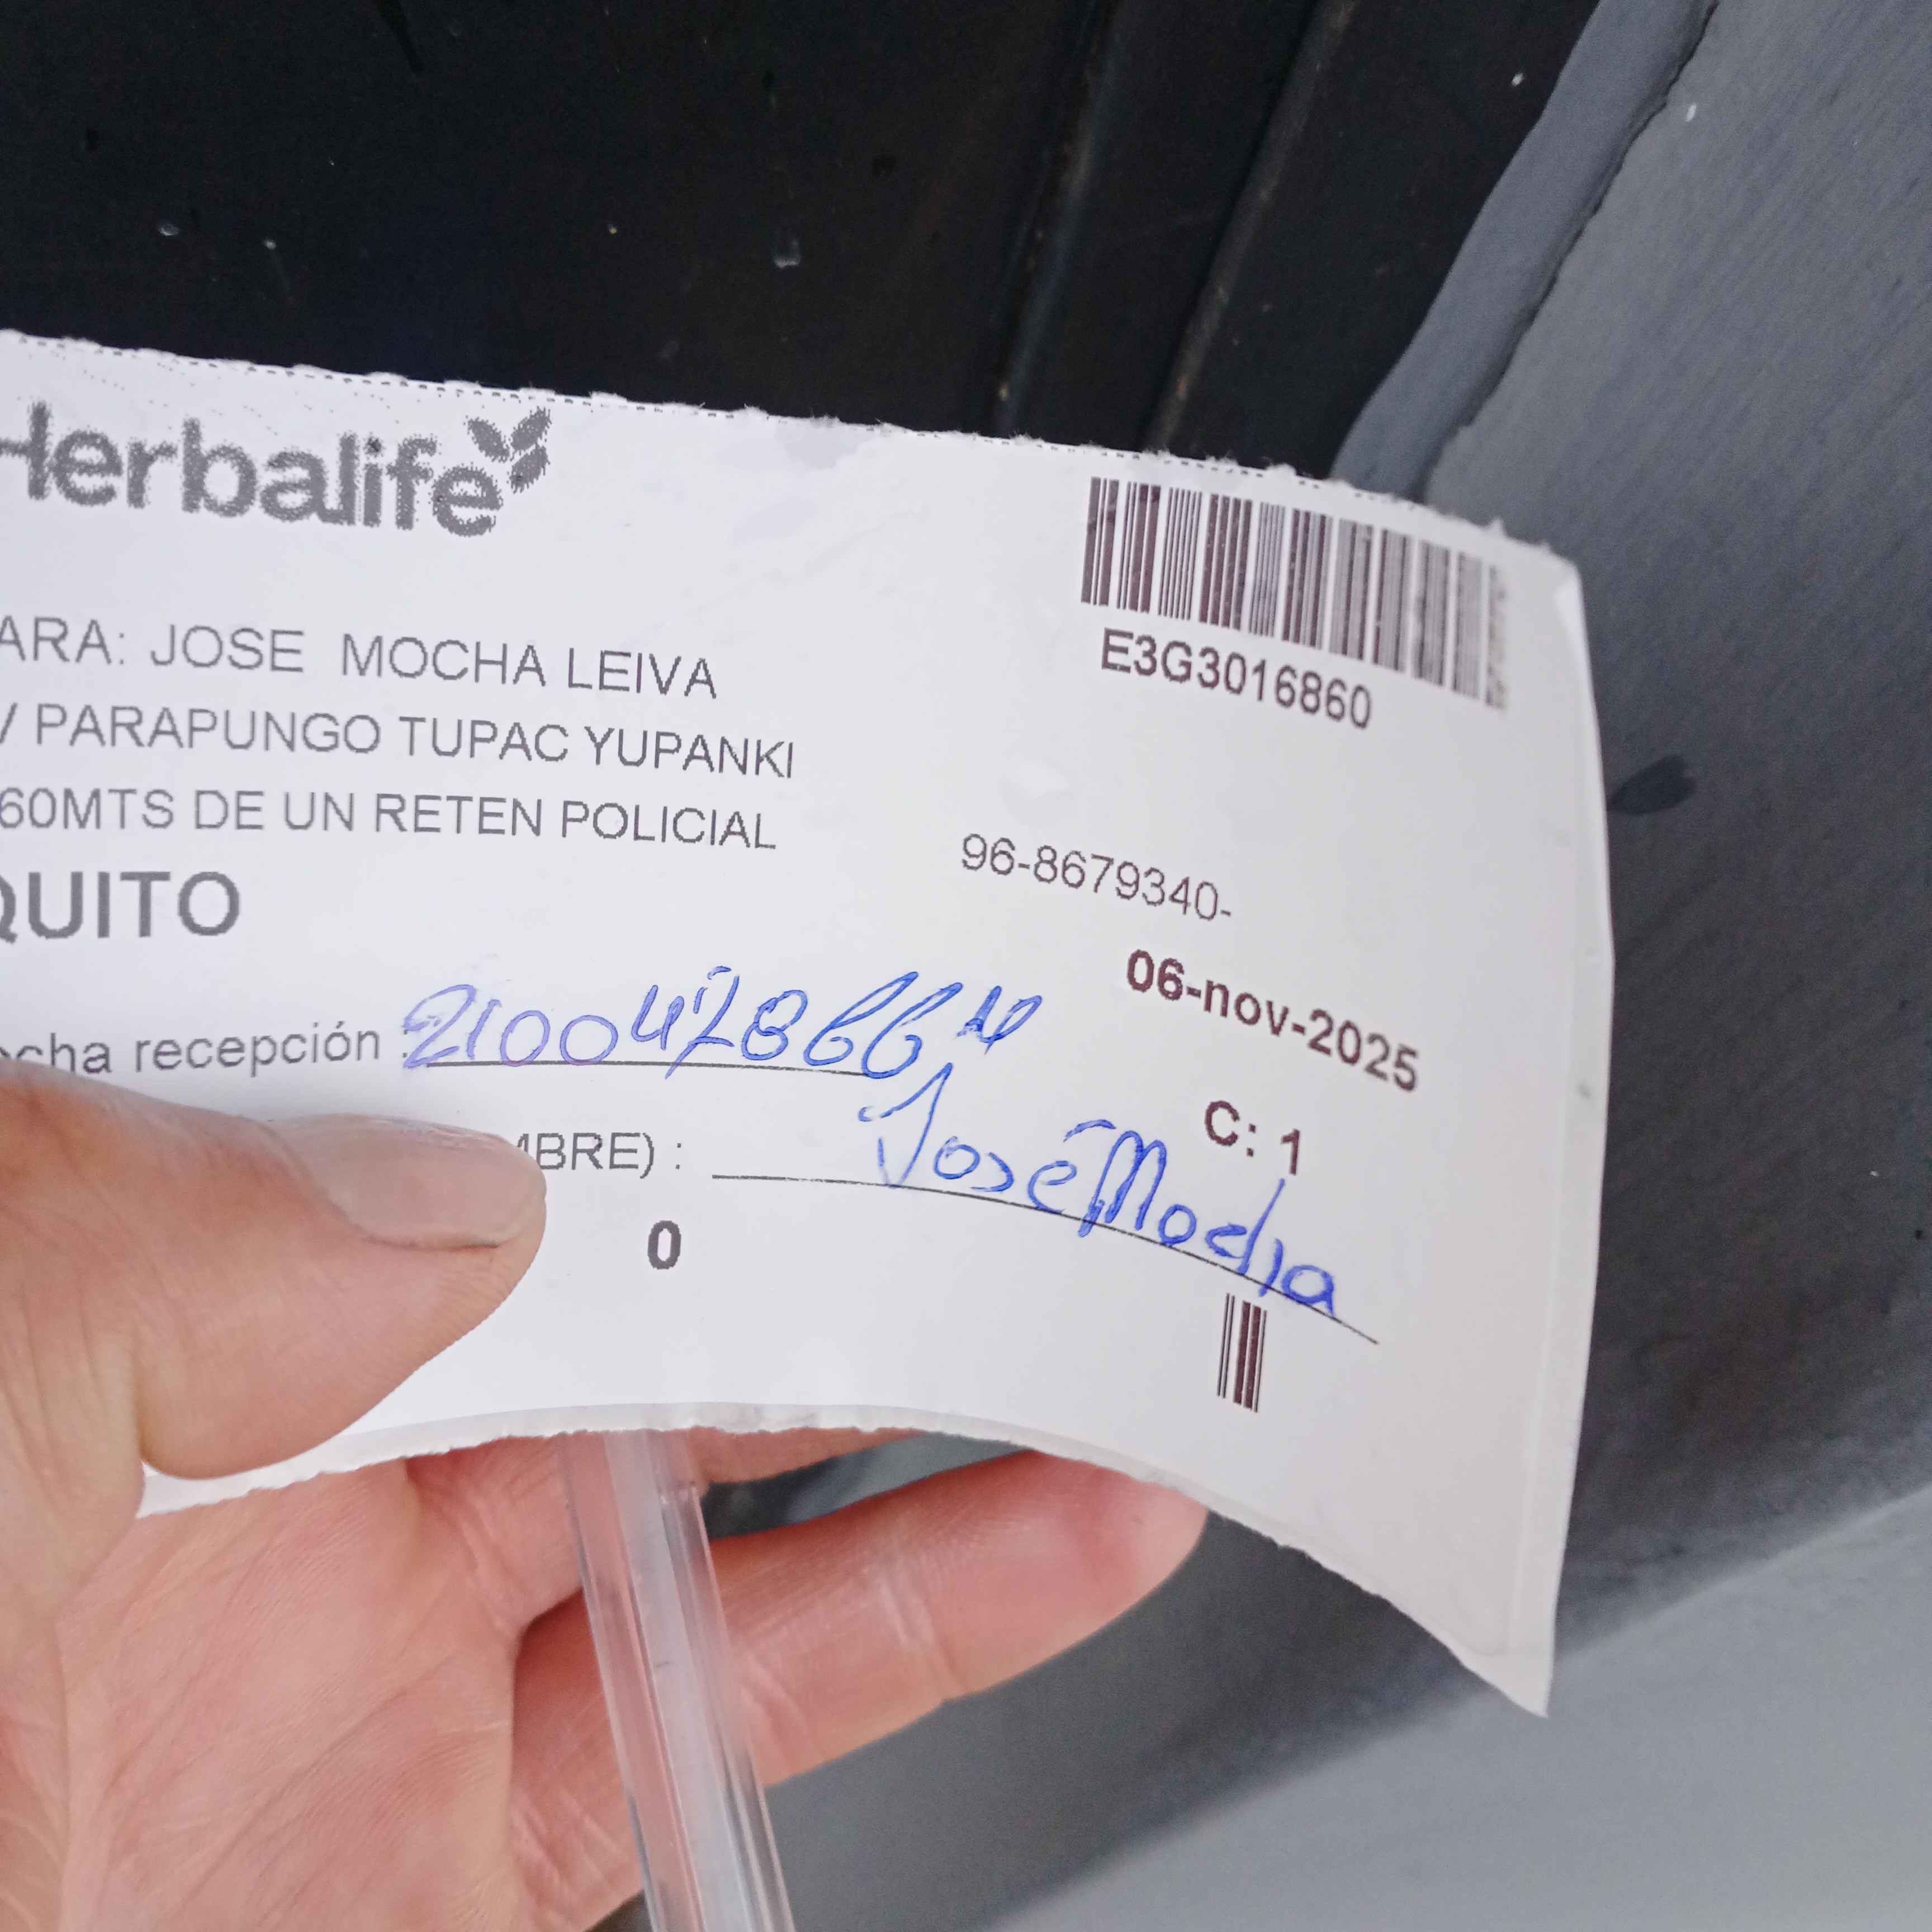 Herbalife
E3G3016860
ARA: JOSE MOCHA LEIVA
/ PARAPUNGO TUPAC YUPANKI
60MTS DE UN RETEN POLICIAL
96-8679340-
QUITO
06-nov-2025
cha recepción :
C: 1
MBRE) : José Mocha
0